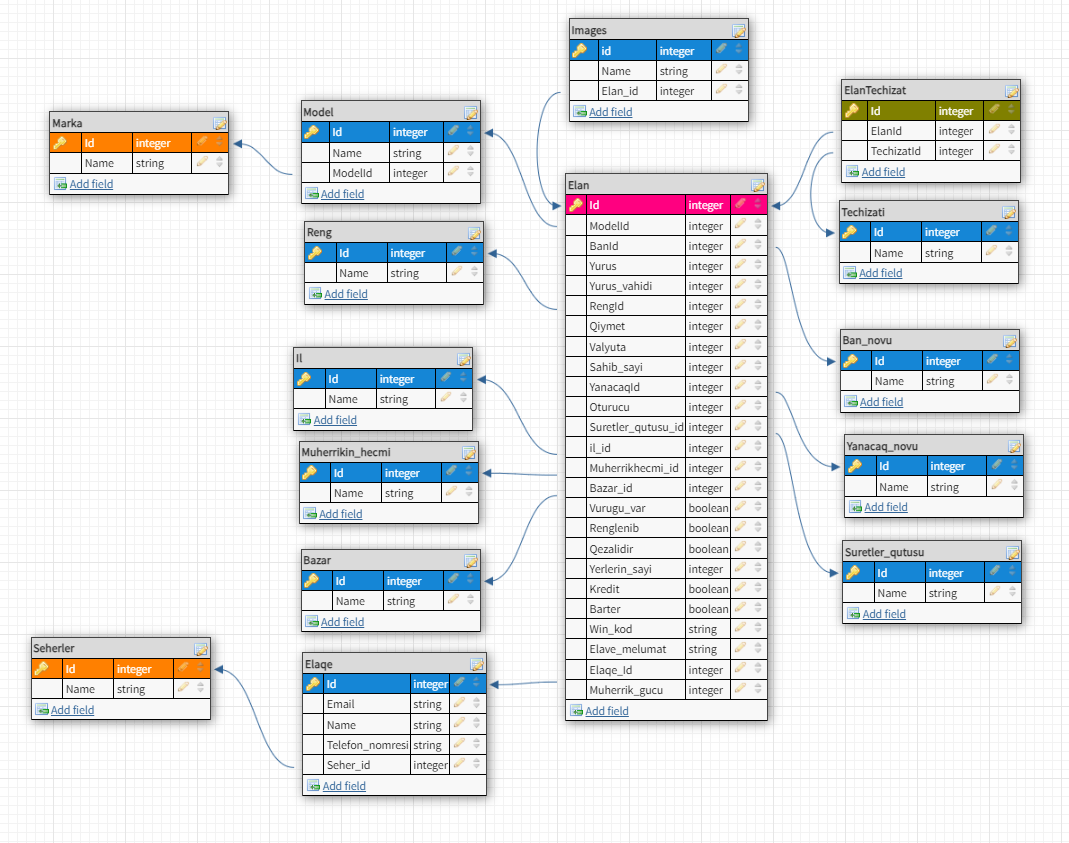 Images
id integer
Name string
Elan_id integer
Add field
ElanTechizat
Id integer
ElanId integer
TechizatId integer
Add field
Marka
Id integer
Name string
Add field
Model
Id integer
Name string
ModelId integer
Add field
Elan
Id integer
ModelId integer
BanId integer
Yurus integer
Yurus_vahidi integer
RengId integer
Qiymet integer
Valyuta integer
Sahib_sayi integer
YanacaqId integer
Oturucu integer
Suretler_qutusu_id integer
il_id integer
Muherrikhecmi_id integer
Bazar_id integer
Vurugu_var boolean
Renglenib boolean
Qezalidir boolean
Yerlerin_sayi integer
Kredit boolean
Barter boolean
Win_kod string
Elave_melumat string
Elaqe_Id integer
Muherrik_gucu integer
Add field
Techizati
Id integer
Name string
Add field
Reng
Id integer
Name string
Add field
Ban_novu
Id integer
Name string
Add field
Il
Id integer
Name string
Add field
Yanacaq_novu
Id integer
Name string
Add field
Muherrikin_hecmi
Id integer
Name string
Add field
Suretler_qutusu
Id integer
Name string
Add field
Bazar
Id integer
Name string
Add field
Seherler
Id integer
Name string
Add field
Elaqe
Id integer
Email string
Name string
Telefon_nomresi string
Seher_id integer
Add field